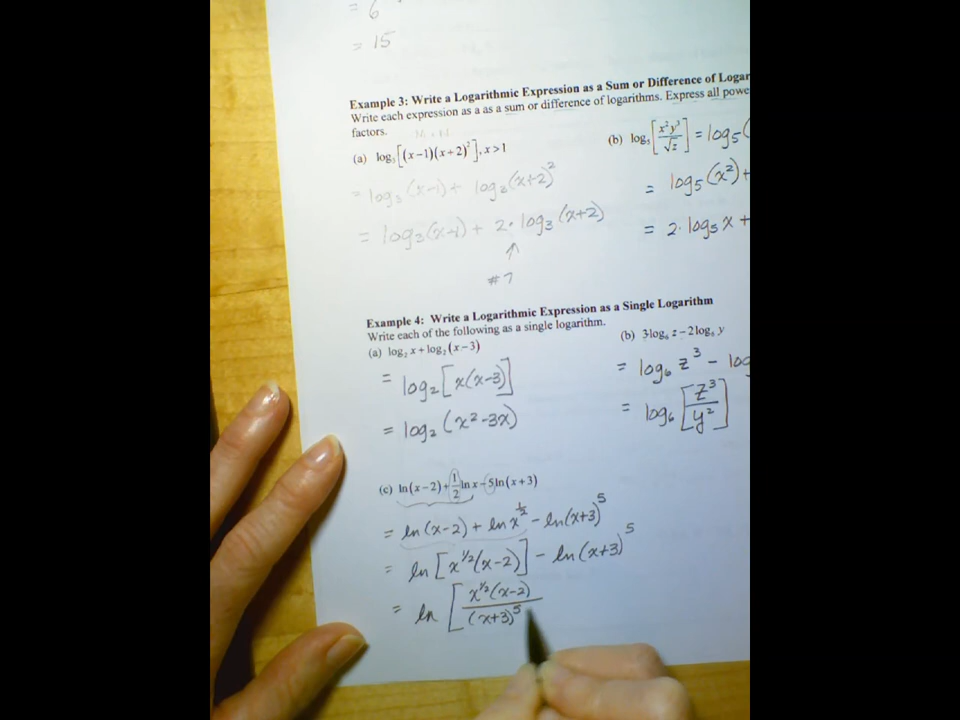 = 6
= 15
Example 3: Write a Logarithmic Expression as a Sum or Difference of Logar
Write each expression as a as a sum or difference of logarithms. Express all powe
factors.
(a) log₃[(x−1)(x+2)²], x>1
= log₃(x-1) + log₃(x+2)²
= log₃(x-1) + 2·log₃(x+2)
↑
#7
(b) log₅[x²y³/√z] = log₅(
= log₅(x²) +
= 2·log₅x +
Example 4: Write a Logarithmic Expression as a Single Logarithm
Write each of the following as a single logarithm.
(a) log₂ x + log₂(x−3)
= log₂[x(x-3)]
= log₂(x²-3x)
(b) 3log₆ z − 2log₆ y
= log₆ z³ - log
= log₆[z³/y²]
(c) ln(x−2) + 1/2 ln x − 5ln(x+3)
= ln(x-2) + ln x^½ - ln(x+3)⁵
= ln[x^½(x-2)] - ln(x+3)⁵
= ln[x^½(x-2)/(x+3)⁵